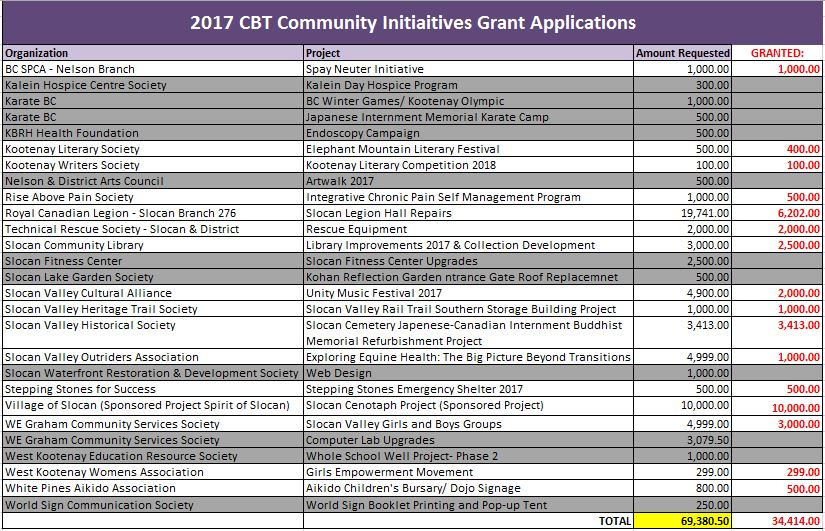 2017 CBT Community Initiaitives Grant Applications
Organization Project Amount Requested GRANTED:
BC SPCA - Nelson Branch Spay Neuter Initiative 1,000.00 1,000.00
Kalein Hospice Centre Society Kalein Day Hospice Program 300.00
Karate BC BC Winter Games/ Kootenay Olympic 1,000.00
Karate BC Japanese Internment Memorial Karate Camp 500.00
KBRH Health Foundation Endoscopy Campaign 500.00
Kootenay Literary Society Elephant Mountain Literary Festival 500.00 400.00
Kootenay Writers Society Kootenay Literary Competition 2018 100.00 100.00
Nelson & District Arts Council Artwalk 2017 500.00
Rise Above Pain Society Integrative Chronic Pain Self Management Program 1,000.00 500.00
Royal Canadian Legion - Slocan Branch 276 Slocan Legion Hall Repairs 19,741.00 6,202.00
Technical Rescue Society - Slocan & District Rescue Equipment 2,000.00 2,000.00
Slocan Community Library Library Improvements 2017 & Collection Development 3,000.00 2,500.00
Slocan Fitness Center Slocan Fitness Center Upgrades 2,500.00
Slocan Lake Garden Society Kohan Reflection Garden ntrance Gate Roof Replacemnet 500.00
Slocan Valley Cultural Alliance Unity Music Festival 2017 4,900.00 2,000.00
Slocan Valley Heritage Trail Society Slocan Valley Rail Trail Southern Storage Building Project 1,000.00 1,000.00
Slocan Valley Historical Society Slocan Cemetery Japenese-Canadian Internment Buddhist 3,413.00 3,413.00
Memorial Refurbishment Project
Slocan Valley Outriders Association Exploring Equine Health: The Big Picture Beyond Transitions 4,999.00 1,000.00
Slocan Waterfront Restoration & Development Society Web Design 1,000.00
Stepping Stones for Success Stepping Stones Emergency Shelter 2017 500.00 500.00
Village of Slocan (Sponsored Project Spirit of Slocan) Slocan Cenotaph Project (Sponsored Project) 10,000.00 10,000.00
WE Graham Community Services Society Slocan Valley Girls and Boys Groups 4,999.00 3,000.00
WE Graham Community Services Society Computer Lab Upgrades 3,079.50
West Kootenay Education Resource Society Whole School Well Project- Phase 2 1,000.00
West Kootenay Womens Association Girls Empowerment Movement 299.00 299.00
White Pines Aikido Association Aikido Children's Bursary/ Dojo Signage 800.00 500.00
World Sign Communication Society World Sign Booklet Printing and Pop-up Tent 250.00
TOTAL 69,380.50 34,414.00